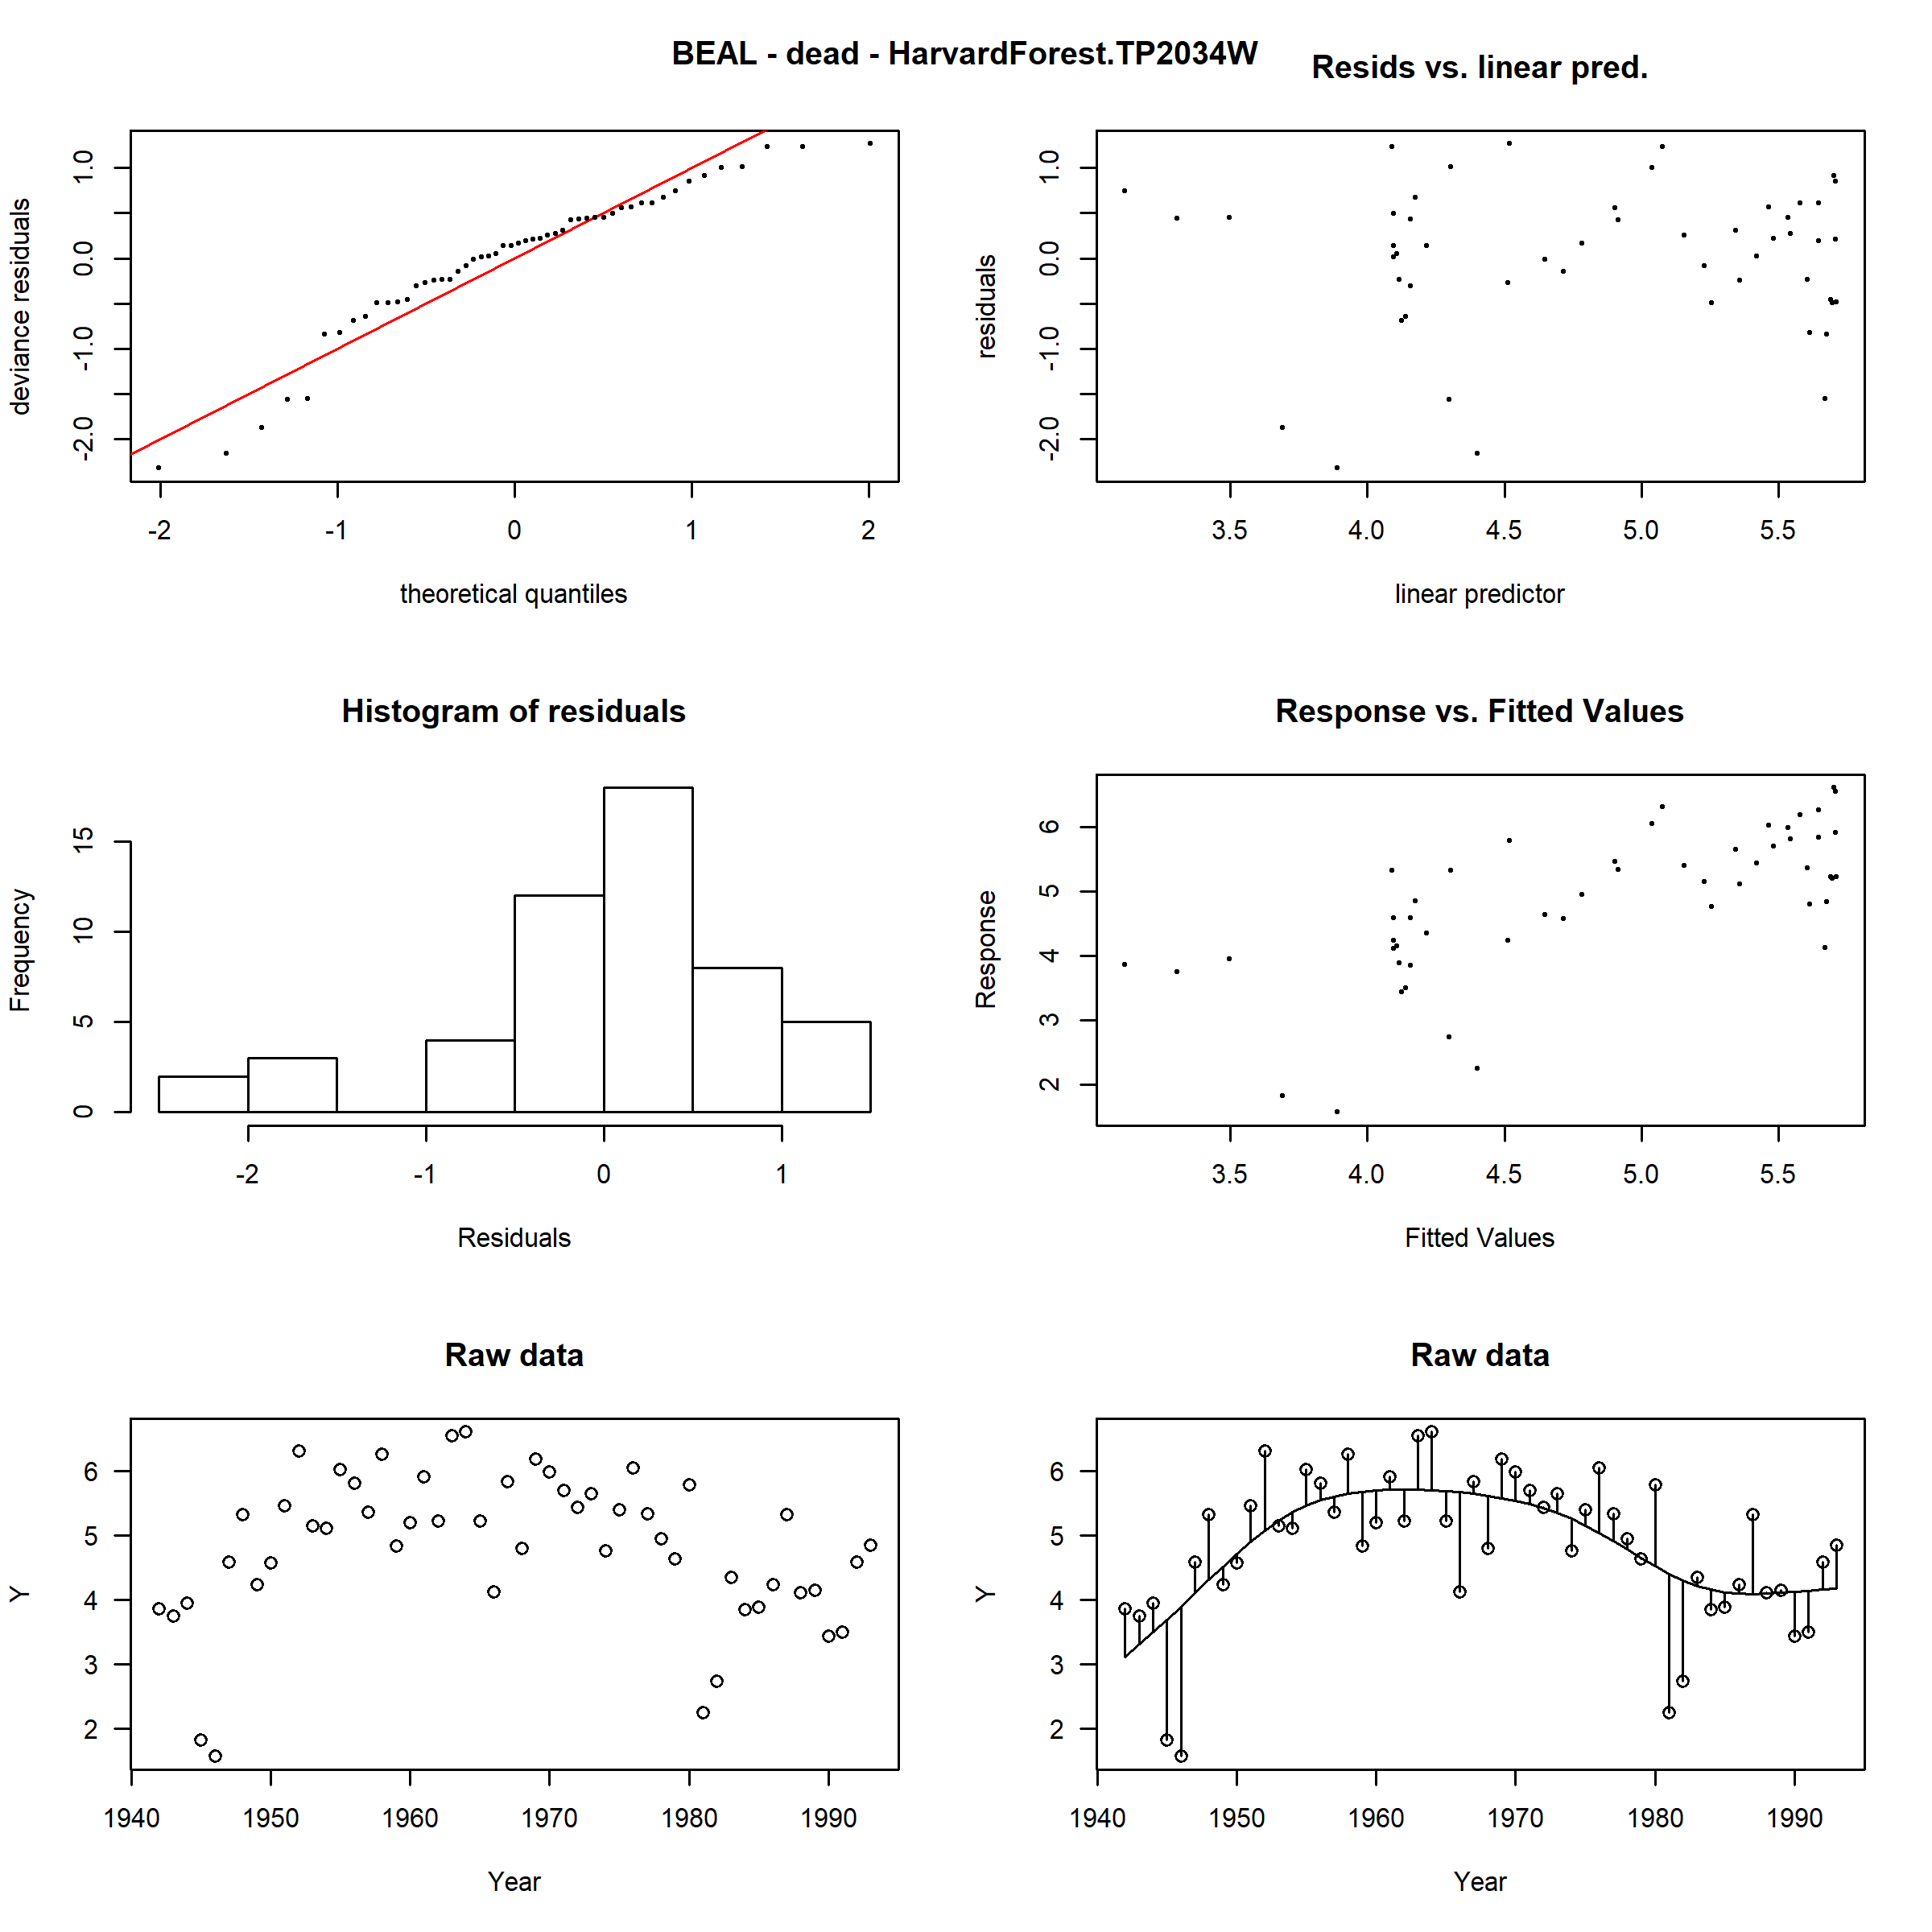 BEAL - dead - HarvardForest.TP2034W
Resids vs. linear pred.
deviance residuals
-2.0 -1.0 0.0 1.0
-2 -1 0 1 2
theoretical quantiles
residuals
-2.0 -1.0 0.0 1.0
3.5 4.0 4.5 5.0 5.5
linear predictor
Histogram of residuals
Frequency
0 5 10 15
-2 -1 0 1
Residuals
Response vs. Fitted Values
Response
2 3 4 5 6
3.5 4.0 4.5 5.0 5.5
Fitted Values
Raw data
Y
6
5
4
3
2
1940 1950 1960 1970 1980 1990
Year
Raw data
Y
6
5
4
3
2
1940 1950 1960 1970 1980 1990
Year